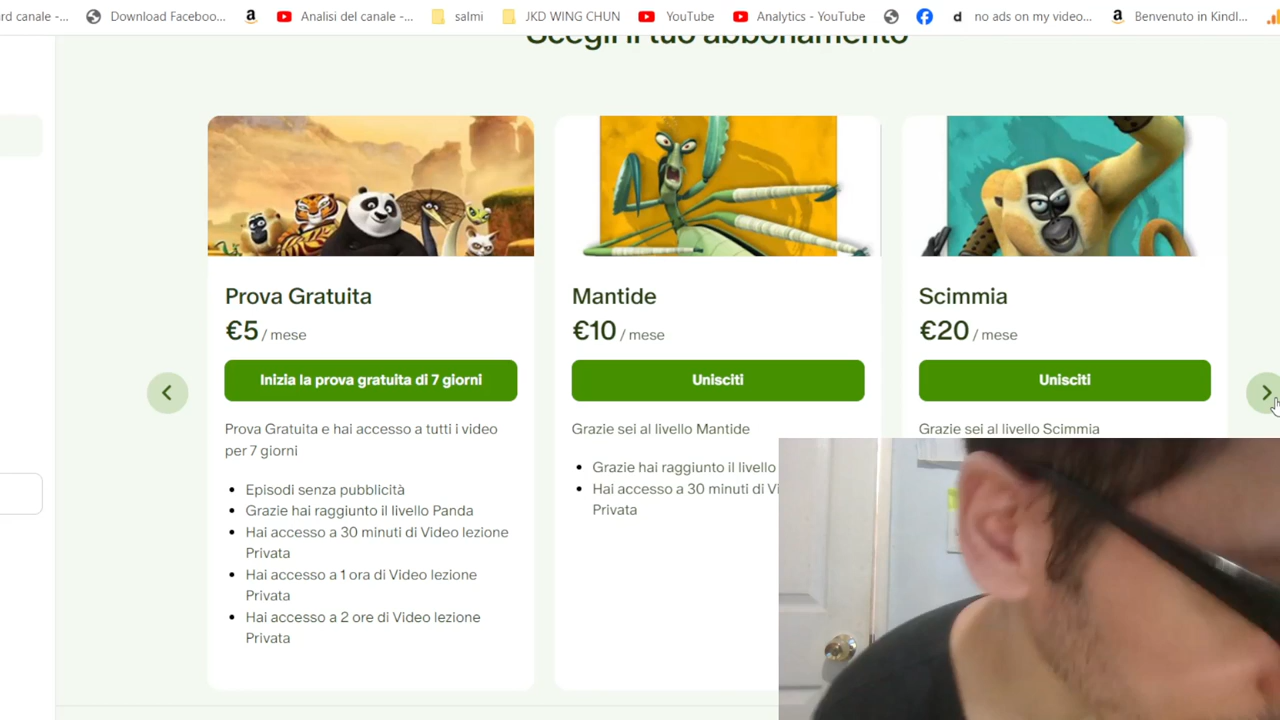 rd canale -...
Download Faceboo...
Analisi del canale -...
salmi
JKD WING CHUN
YouTube
Analytics - YouTube
no ads on my video...
Benvenuto in Kindl...
Scegli il tuo abbonamento
Prova Gratuita
€5 / mese
Inizia la prova gratuita di 7 giorni
Prova Gratuita e hai accesso a tutti i video
per 7 giorni
Episodi senza pubblicità
Grazie hai raggiunto il livello Panda
Hai accesso a 30 minuti di Video lezione
Privata
Hai accesso a 1 ora di Video lezione
Privata
Hai accesso a 2 ore di Video lezione
Privata
Mantide
€10 / mese
Unisciti
Grazie sei al livello Mantide
Grazie hai raggiunto il livello
Hai accesso a 30 minuti di Vi
Privata
Scimmia
€20 / mese
Unisciti
Grazie sei al livello Scimmia